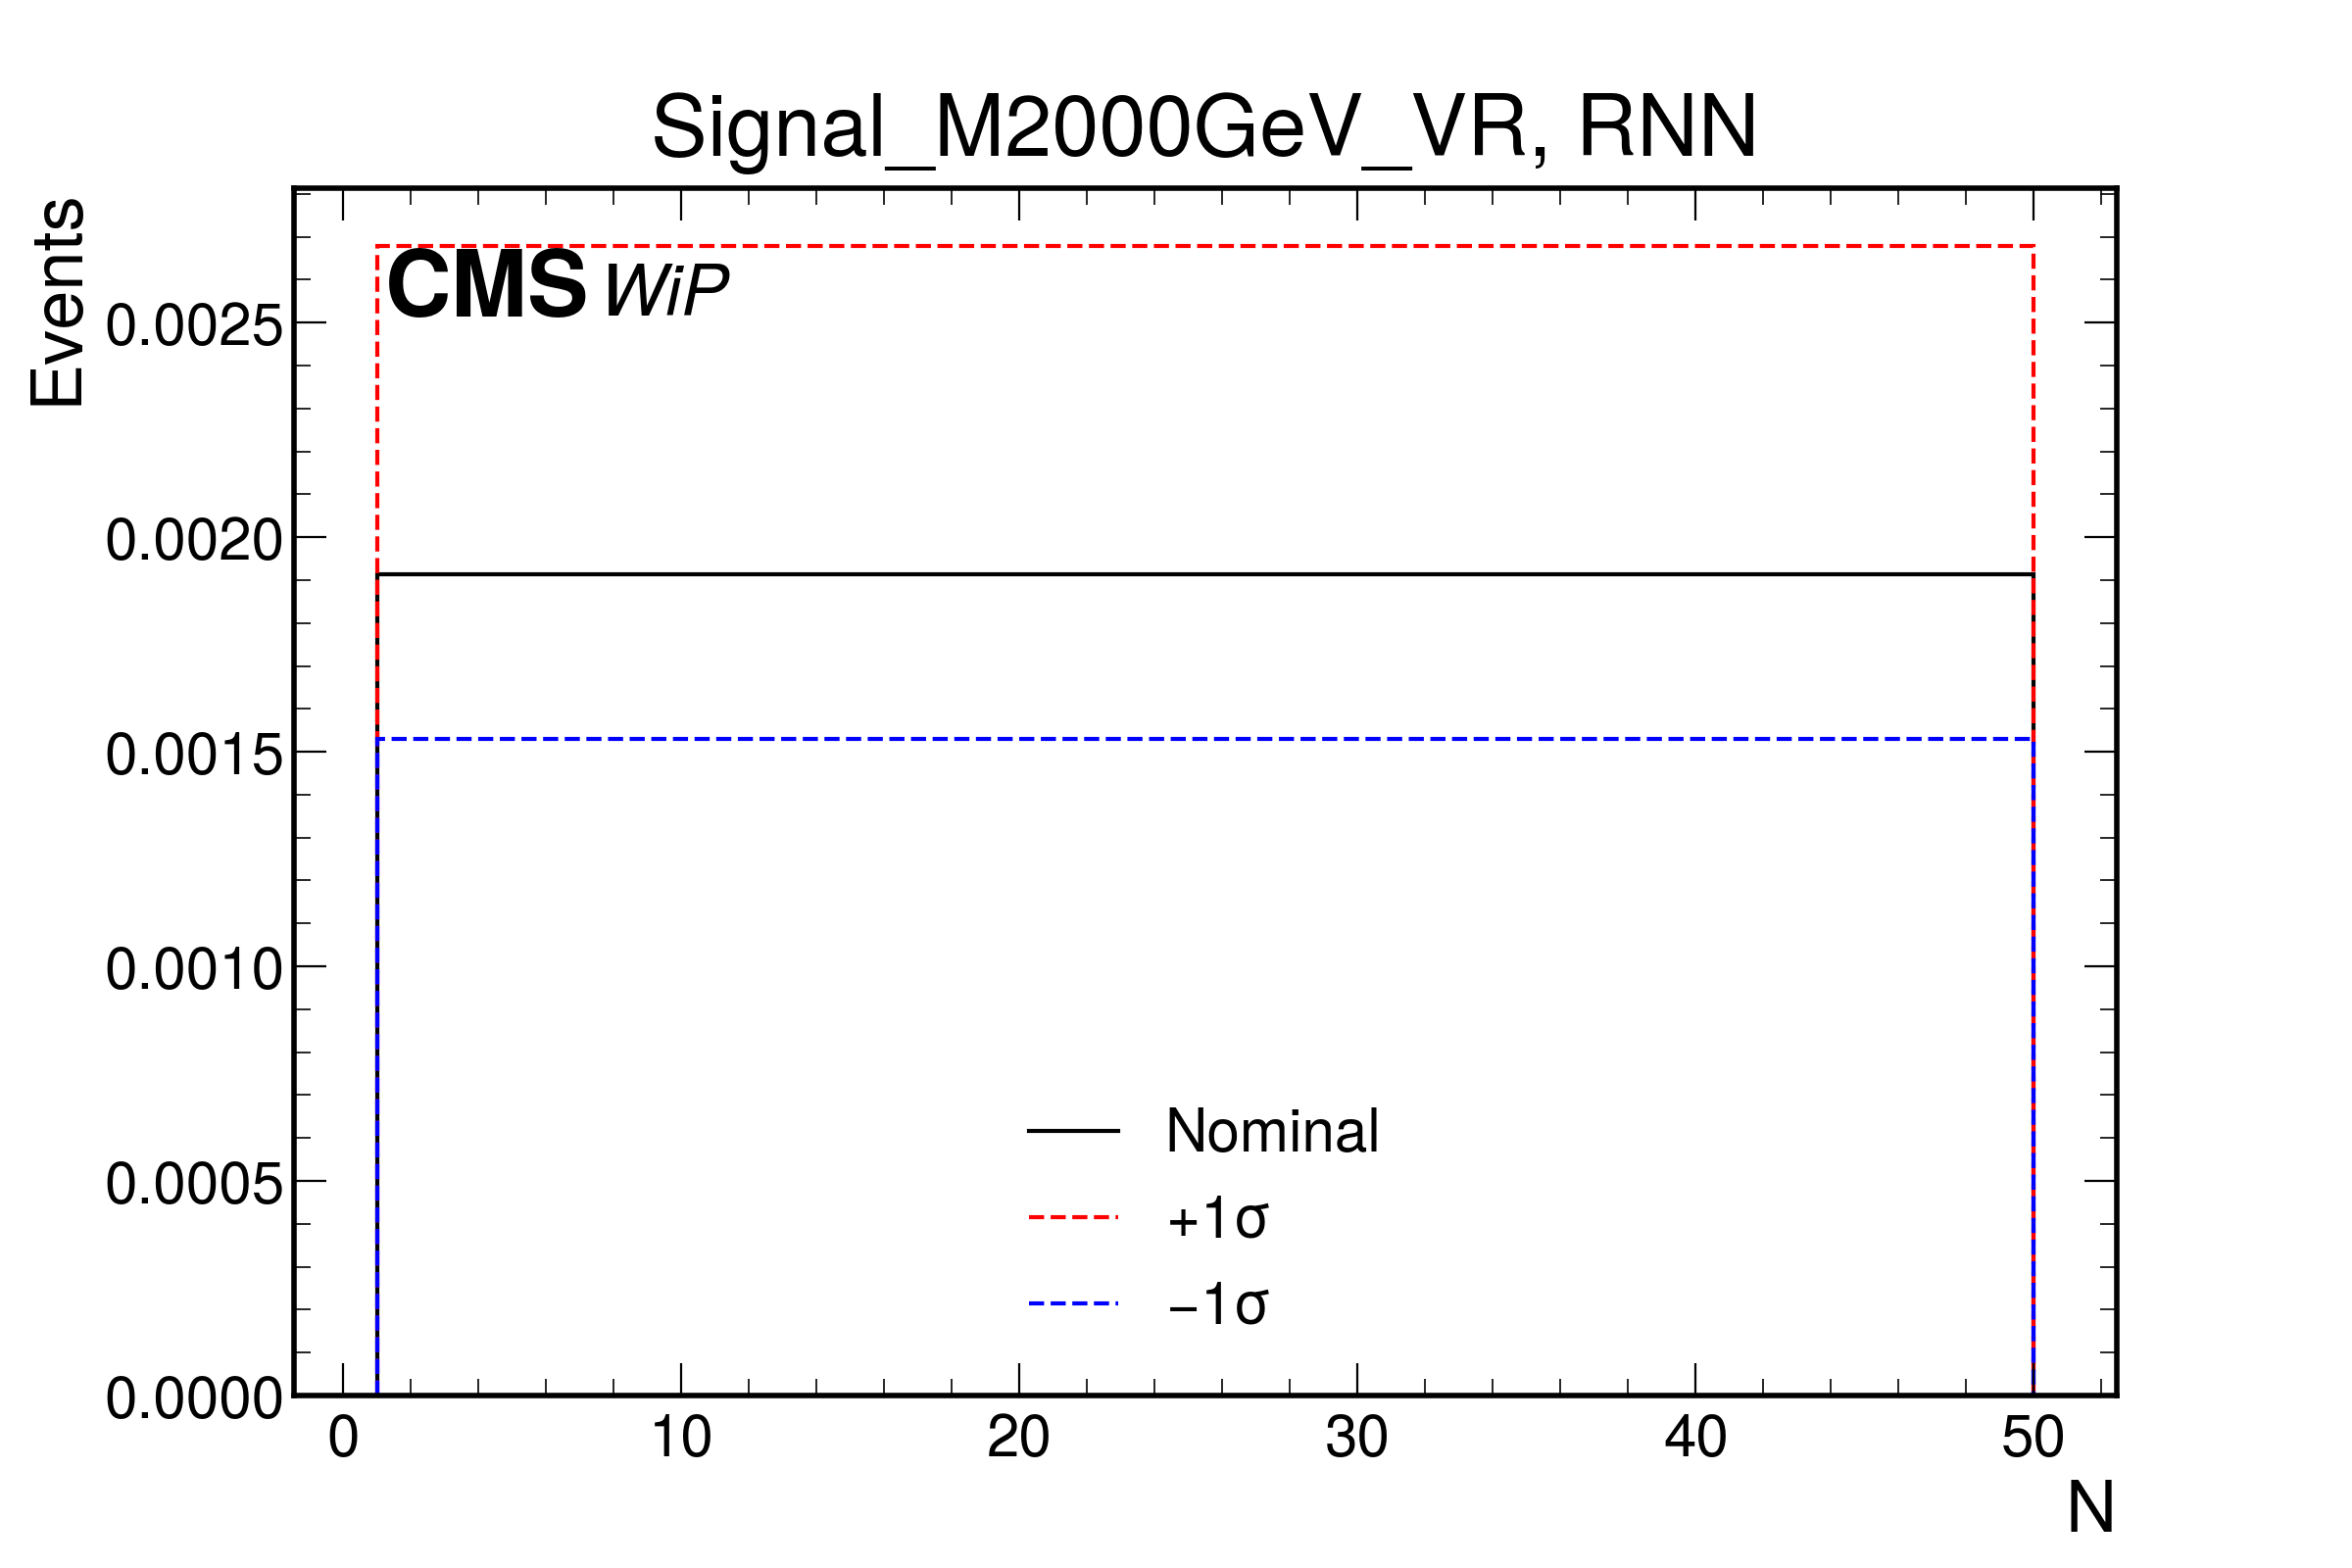 Signal_M2000GeV_VR, RNN
Events
CMS WiP
0.0025
0.0020
0.0015
0.0010
0.0005
0.0000
Nominal
+1σ
−1σ
0 10 20 30 40 50
N